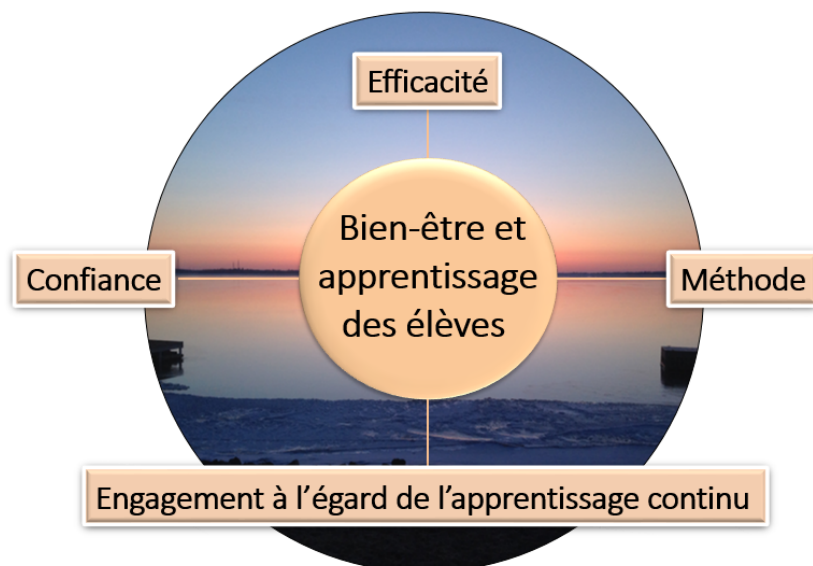 Efficacité
Bien-être et
apprentissage
des élèves
Confiance
Méthode
Engagement à l’égard de l’apprentissage continu